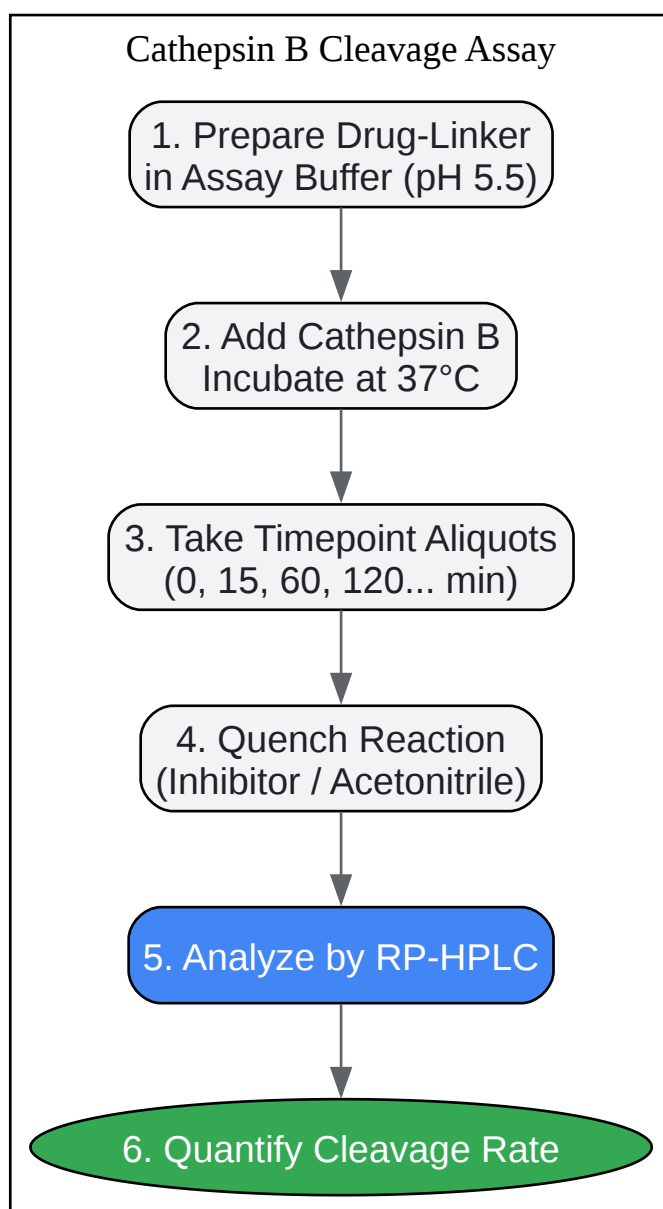 Cathepsin B Cleavage Assay
1. Prepare Drug-Linker
in Assay Buffer (pH 5.5)
2. Add Cathepsin B
Incubate at 37°C
3. Take Timepoint Aliquots
(0, 15, 60, 120... min)
4. Quench Reaction
(Inhibitor / Acetonitrile)
5. Analyze by RP-HPLC
6. Quantify Cleavage Rate